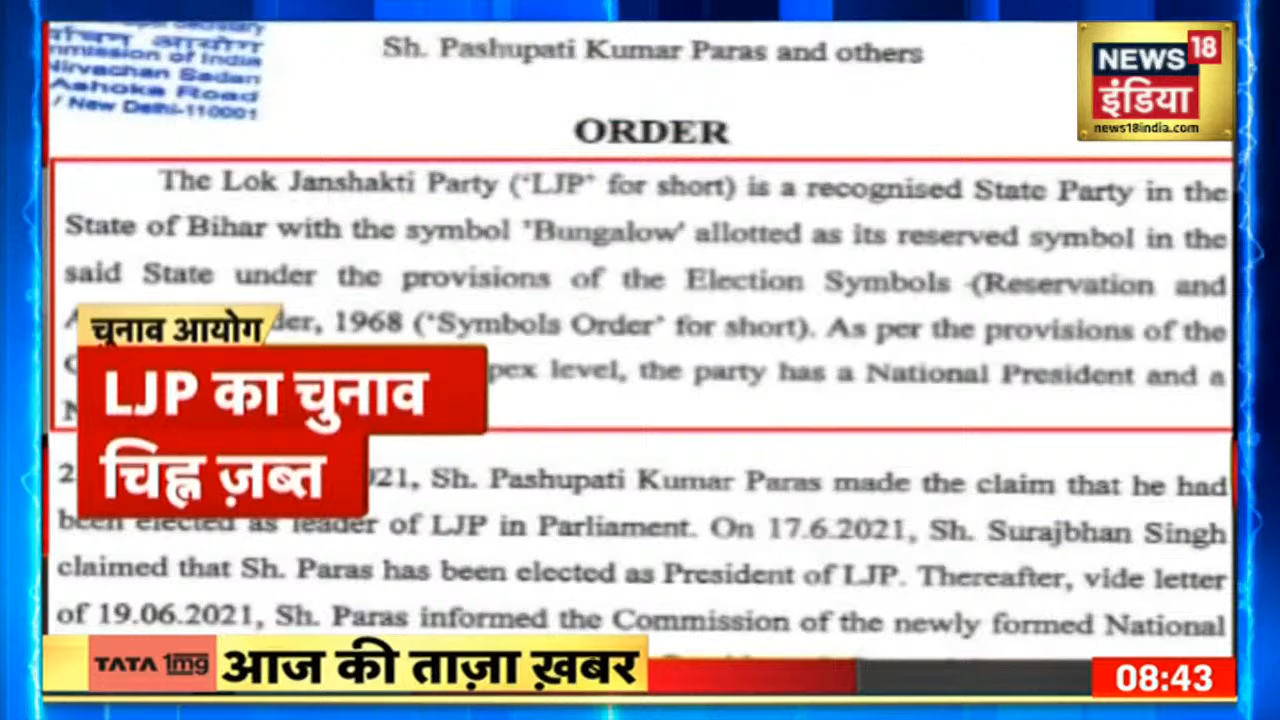 nmission of India
Nirvachan Sadan
Ashoka Road
/ New Delhi-110001
Sh. Pashupati Kumar Paras and others
NEWS 18
इंडिया
news18india.com
ORDER
The Lok Janshakti Party ('LJP' for short) is a recognised State Party in the
State of Bihar with the symbol 'Bungalow' allotted as its reserved symbol in the
said State under the provisions of the Election Symbols (Reservation and
der, 1968 ('Symbols Order' for short). As per the provisions of the
pex level, the party has a National President and a
चुनाव आयोग
LJP का चुनाव
चिह्न ज़ब्त
2 021, Sh. Pashupati Kumar Paras made the claim that he had
been elected as leader of LJP in Parliament. On 17.6.2021, Sh. Surajbhan Singh
claimed that Sh. Paras has been elected as President of LJP. Thereafter, vide letter
of 19.06.2021, Sh. Paras informed the Commission of the newly formed National
TATA 1mg आज की ताज़ा ख़बर
08:43